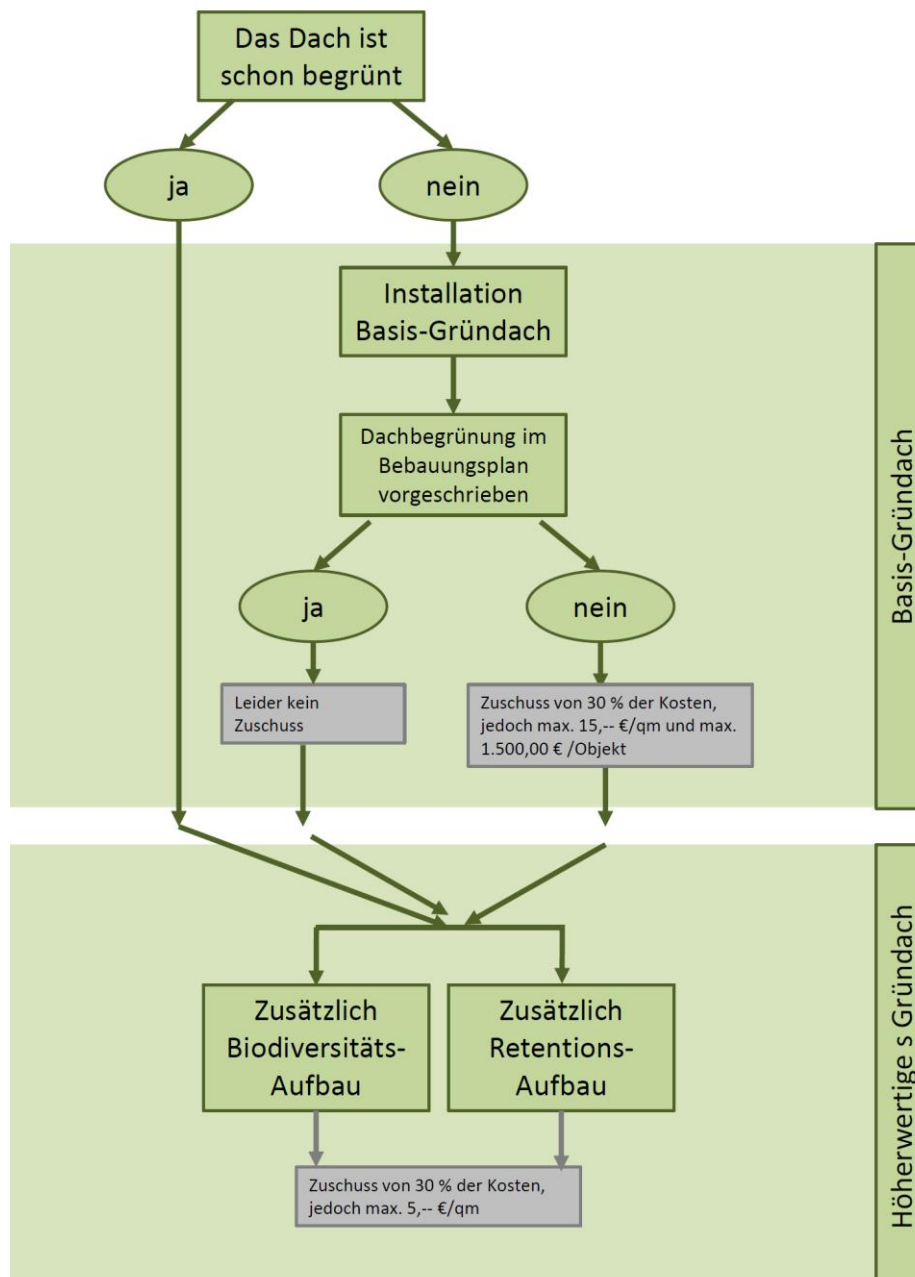 Das Dach ist
schon begrünt
ja
nein
Installation
Basis-Gründach
Dachbegrünung im
Bebauungsplan
vorgeschrieben
ja
nein
Leider kein
Zuschuss
Zuschuss von 30 % der Kosten,
jedoch max. 15,-- €/qm und max.
1.500,00 € /Objekt
Basis-Gründach
Zusätzlich
Biodiversitäts-
Aufbau
Zusätzlich
Retentions-
Aufbau
Zuschuss von 30 % der Kosten,
jedoch max. 5,-- €/qm
Höherwertige s Gründach